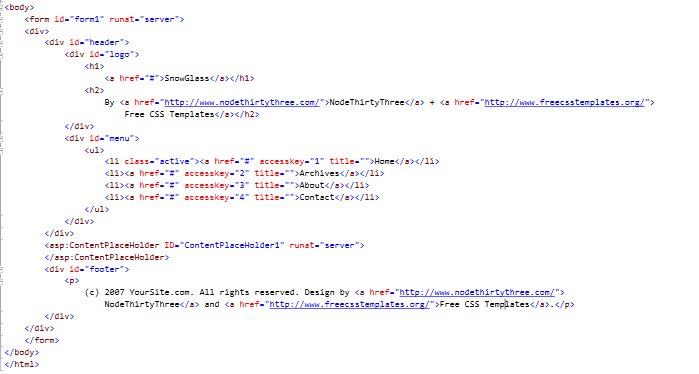 <body>
<form id="form1" runat="server">
<div>
<div id="header">
<div id="logo">
<h1>
<a href="#">SnowGlass</a></h1>
<h2>
By <a href="http://www.nodethirtythree.com/">NodeThirtyThree</a> + <a href="http://www.freecsstemplates.org/">
Free CSS Templates</a></h2>
</div>
<div id="menu">
<ul>
<li class="active"><a href="#" accesskey="1" title="">Home</a></li>
<li><a href="#" accesskey="2" title="">Archives</a></li>
<li><a href="#" accesskey="3" title="">About</a></li>
<li><a href="#" accesskey="4" title="">Contact</a></li>
</ul>
</div>
</div>
<asp:ContentPlaceHolder ID="ContentPlaceHolder1" runat="server">
</asp:ContentPlaceHolder>
<div id="footer">
<p>
(c) 2007 YourSite.com. All rights reserved. Design by <a href="http://www.nodethirtythree.com/">
NodeThirtyThree</a> and <a href="http://www.freecsstemplates.org/">Free CSS Templates</a>.</p>
</div>
</div>
</form>
</body>
</html>